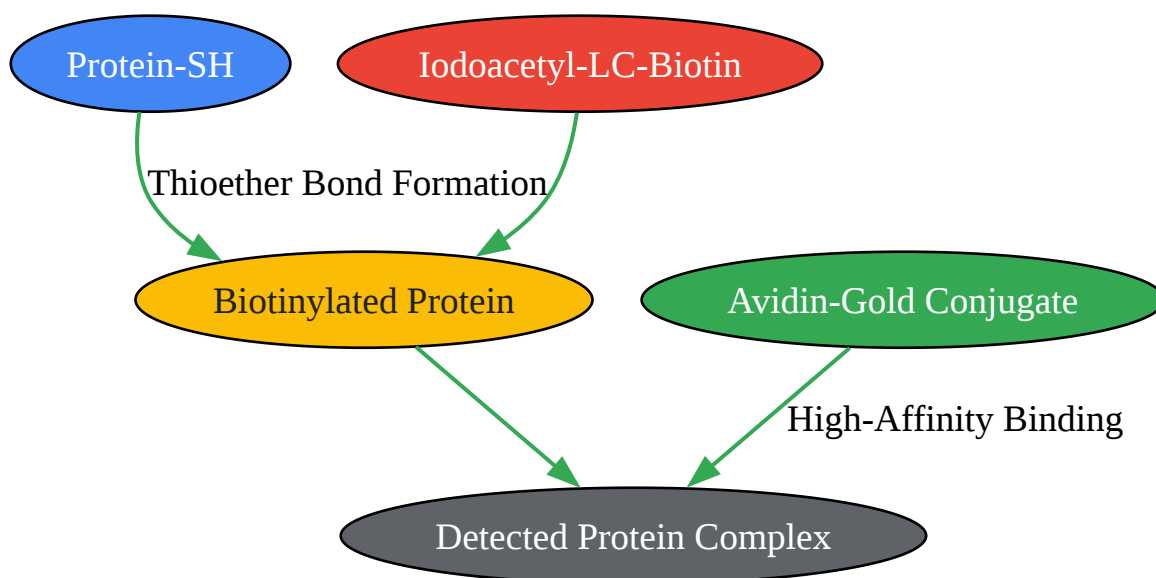 Protein-SH
Iodoacetyl-LC-Biotin
Thioether Bond Formation
Biotinylated Protein
Avidin-Gold Conjugate
High-Affinity Binding
Detected Protein Complex